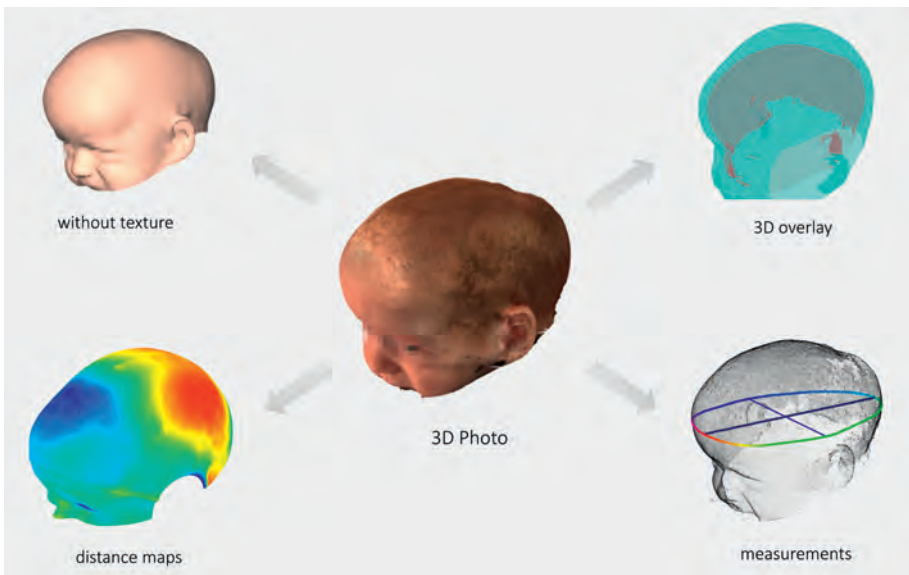 without texture
3D overlay
3D Photo
distance maps
measurements